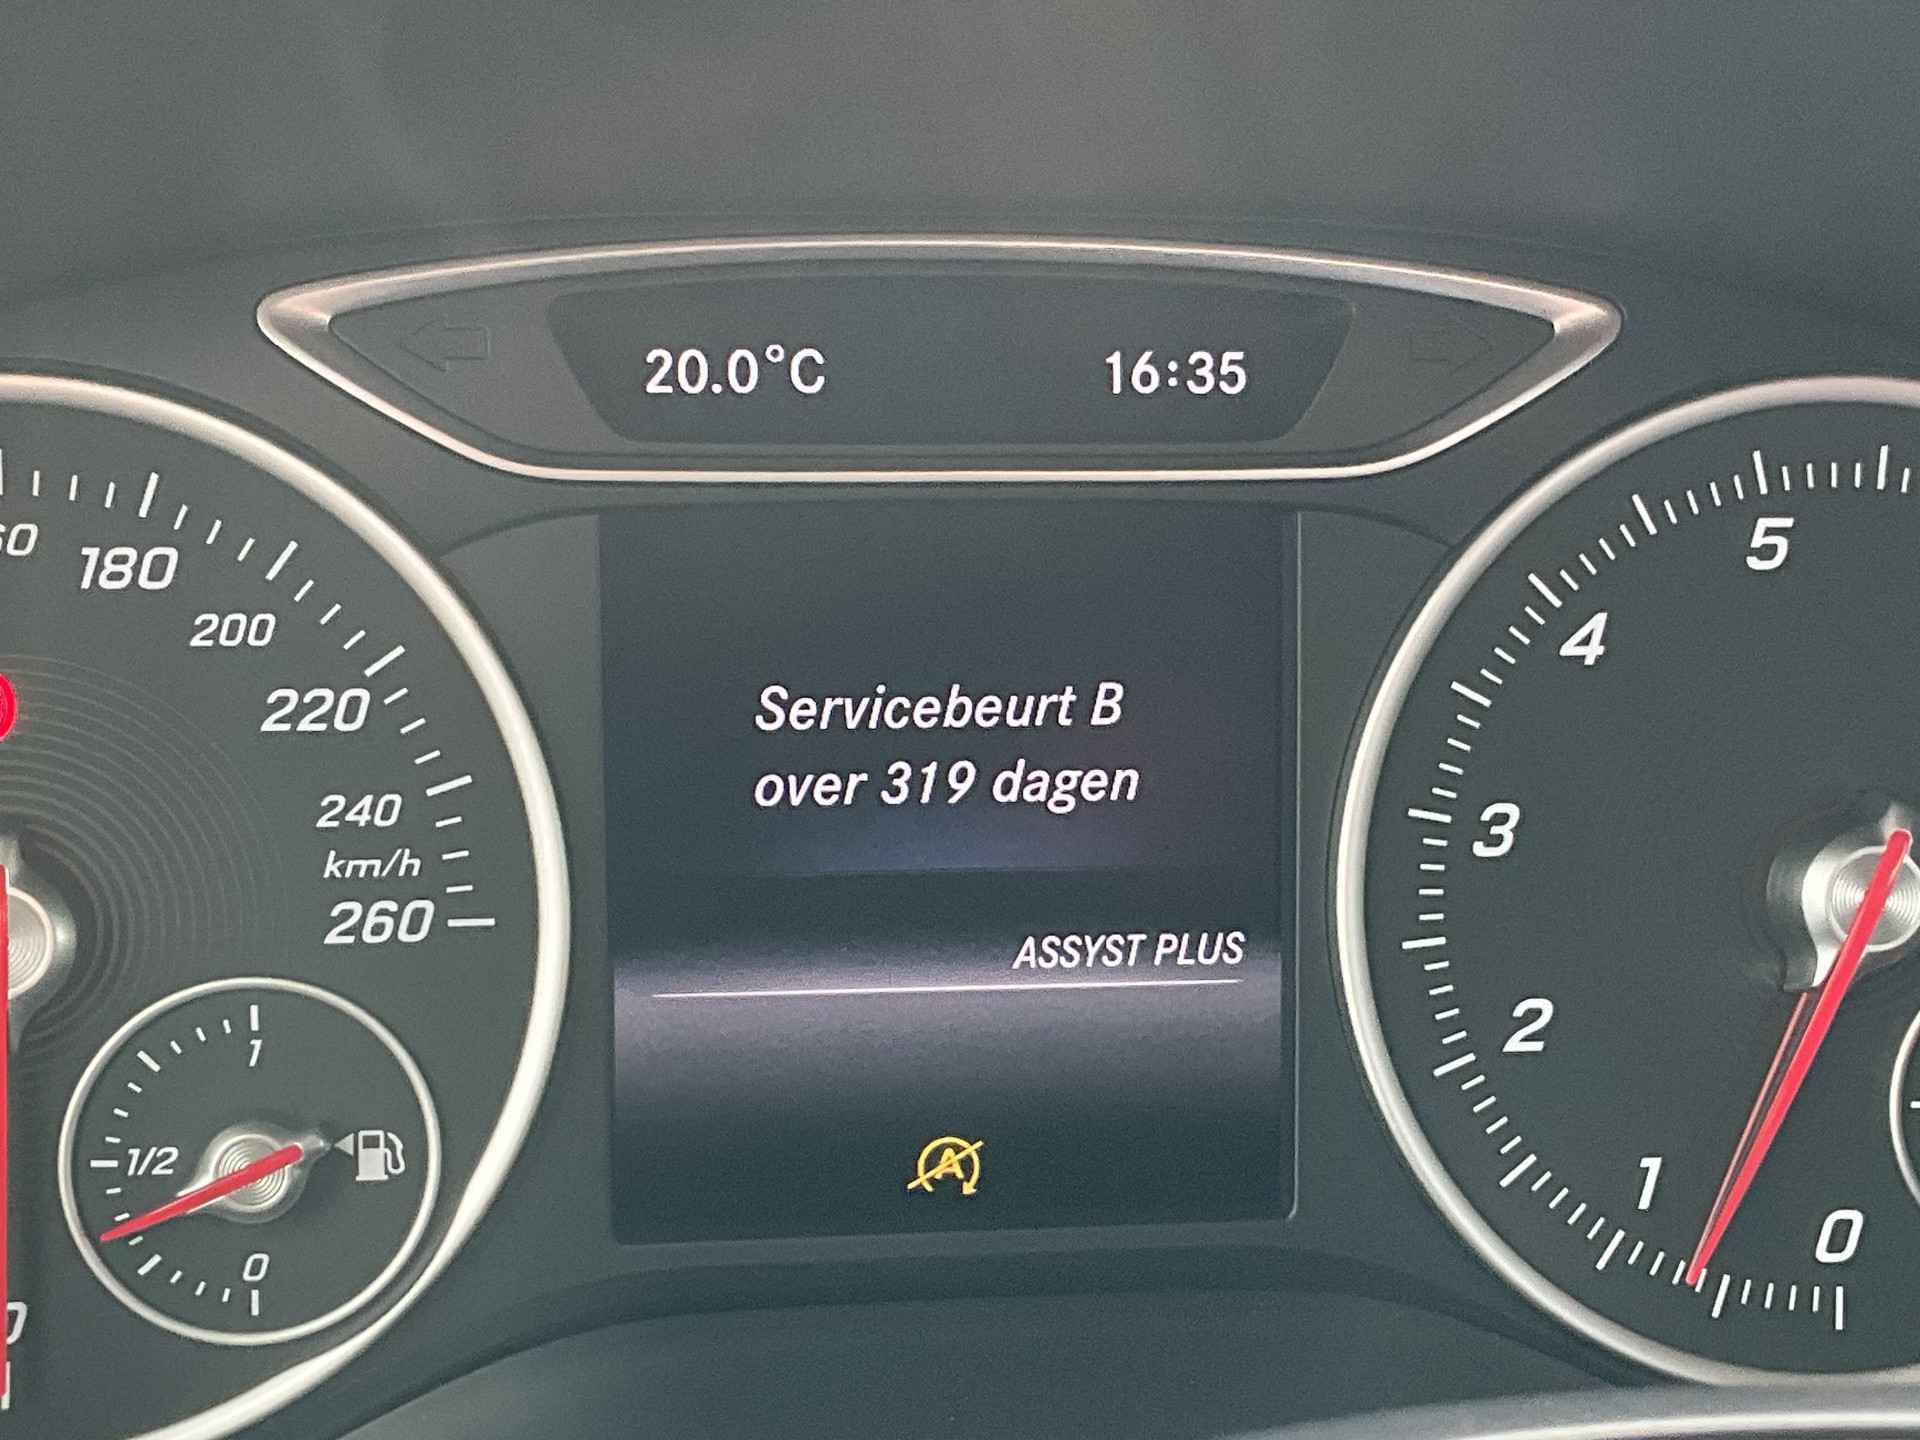 20.0°C 16:35
180
200
220
240
km/h
260
1
1/2
0
Servicebeurt B
over 319 dagen
ASSYST PLUS
A
5
4
3
2
1
0